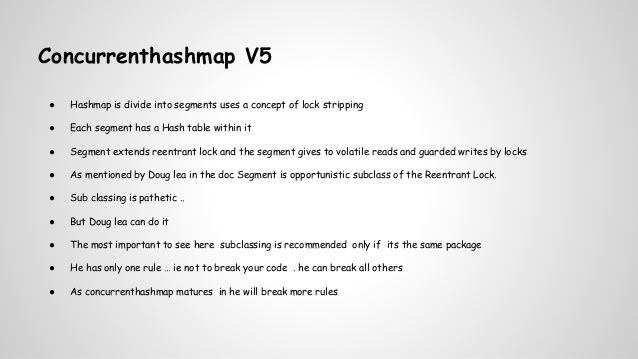 Concurrenthashmap V5
● Hashmap is divide into segments uses a concept of lock stripping
● Each segment has a Hash table within it
● Segment extends reentrant lock and the segment gives to volatile reads and guarded writes by locks
● As mentioned by Doug lea in the doc Segment is opportunistic subclass of the Reentrant Lock.
● Sub classing is pathetic ..
● But Doug lea can do it
● The most important to see here subclassing is recommended only if its the same package
● He has only one rule ... ie not to break your code . he can break all others
● As concurrenthashmap matures in he will break more rules